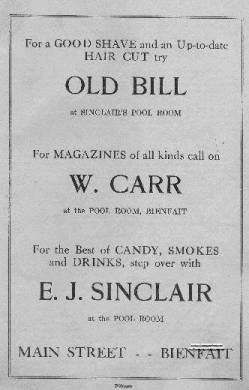 For a GOOD SHAVE and an Up-to-date
HAIR CUT try
OLD BILL
at SINCLAIR'S POOL ROOM
For MAGAZINES of all kinds call on
W. CARR
at the POOL ROOM, BIENFAIT
For the Best of CANDY, SMOKES
and DRINKS, step over with
E. J. SINCLAIR
at the POOL ROOM
MAIN STREET - - BIENFAIT